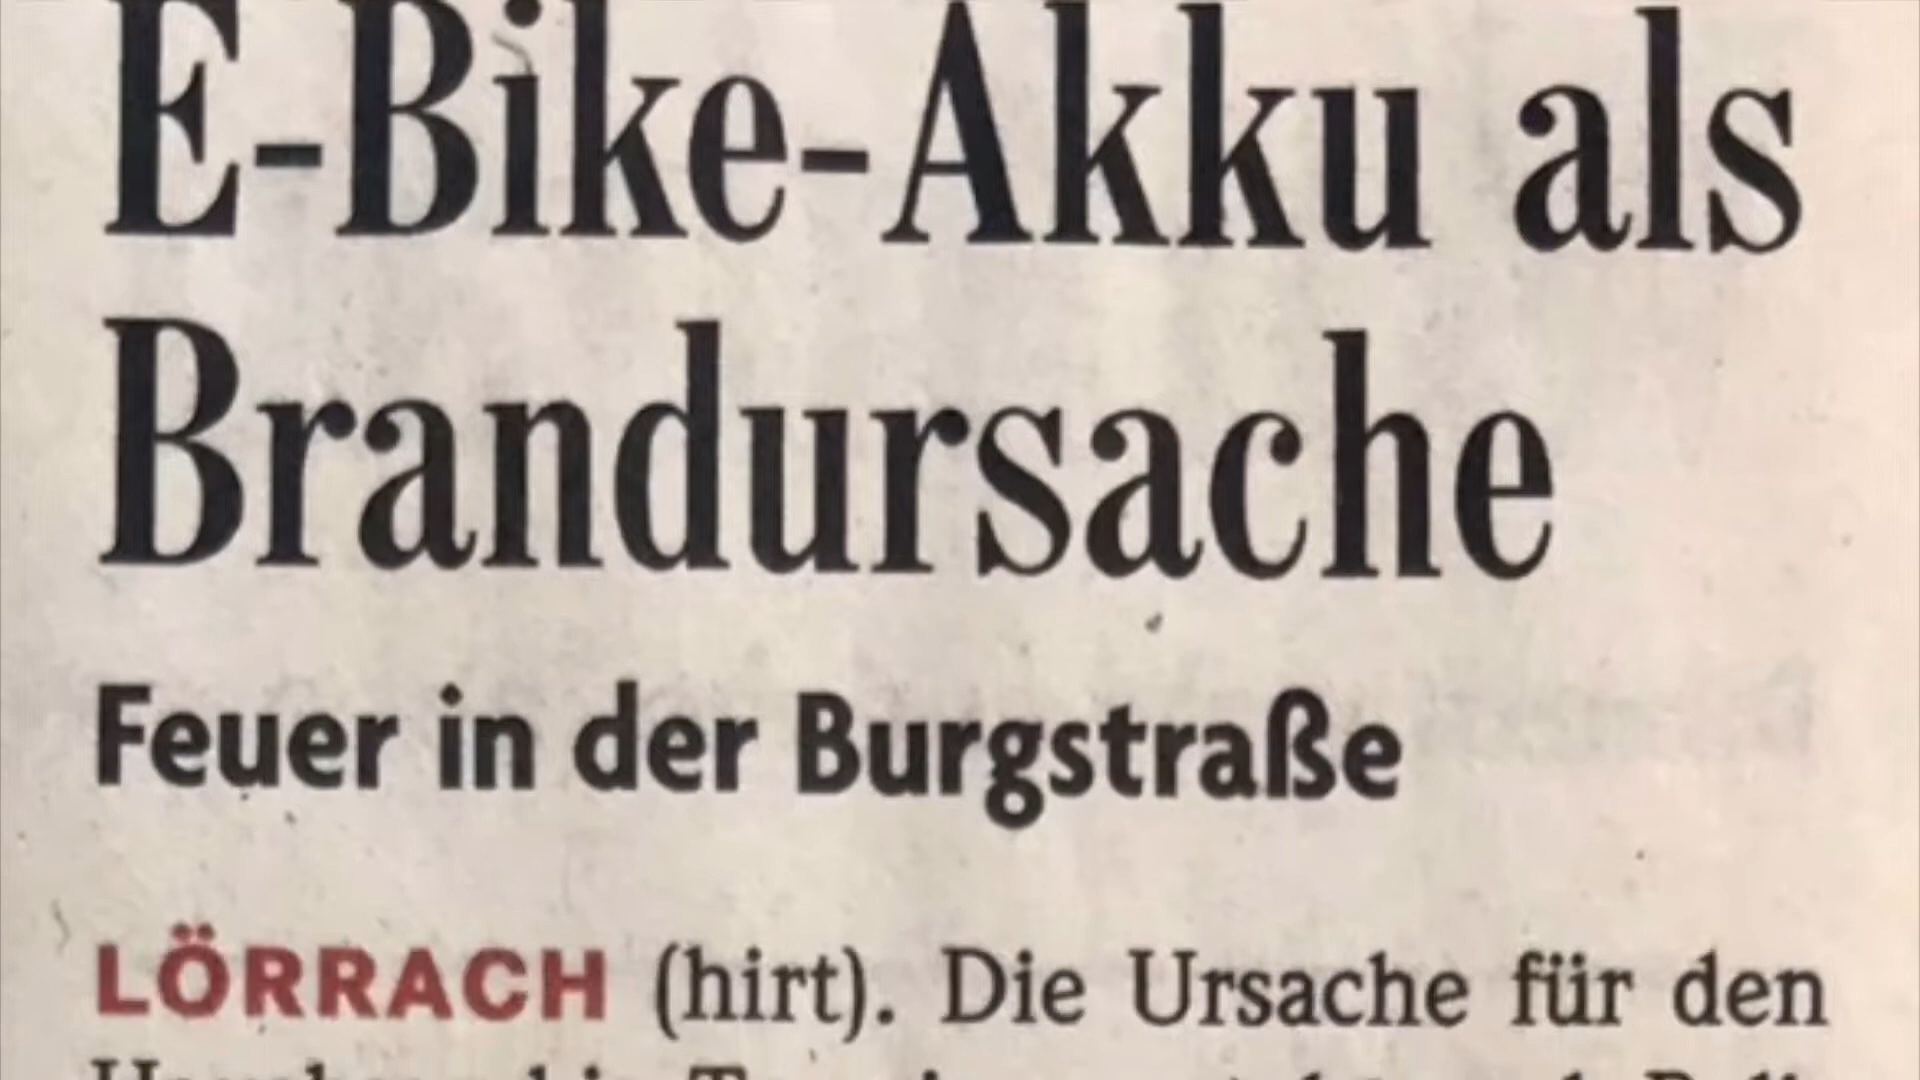 E-Bike-Akku als
Brandursache
Feuer in der Burgstraße
LÖRRACH (hirt). Die Ursache für den